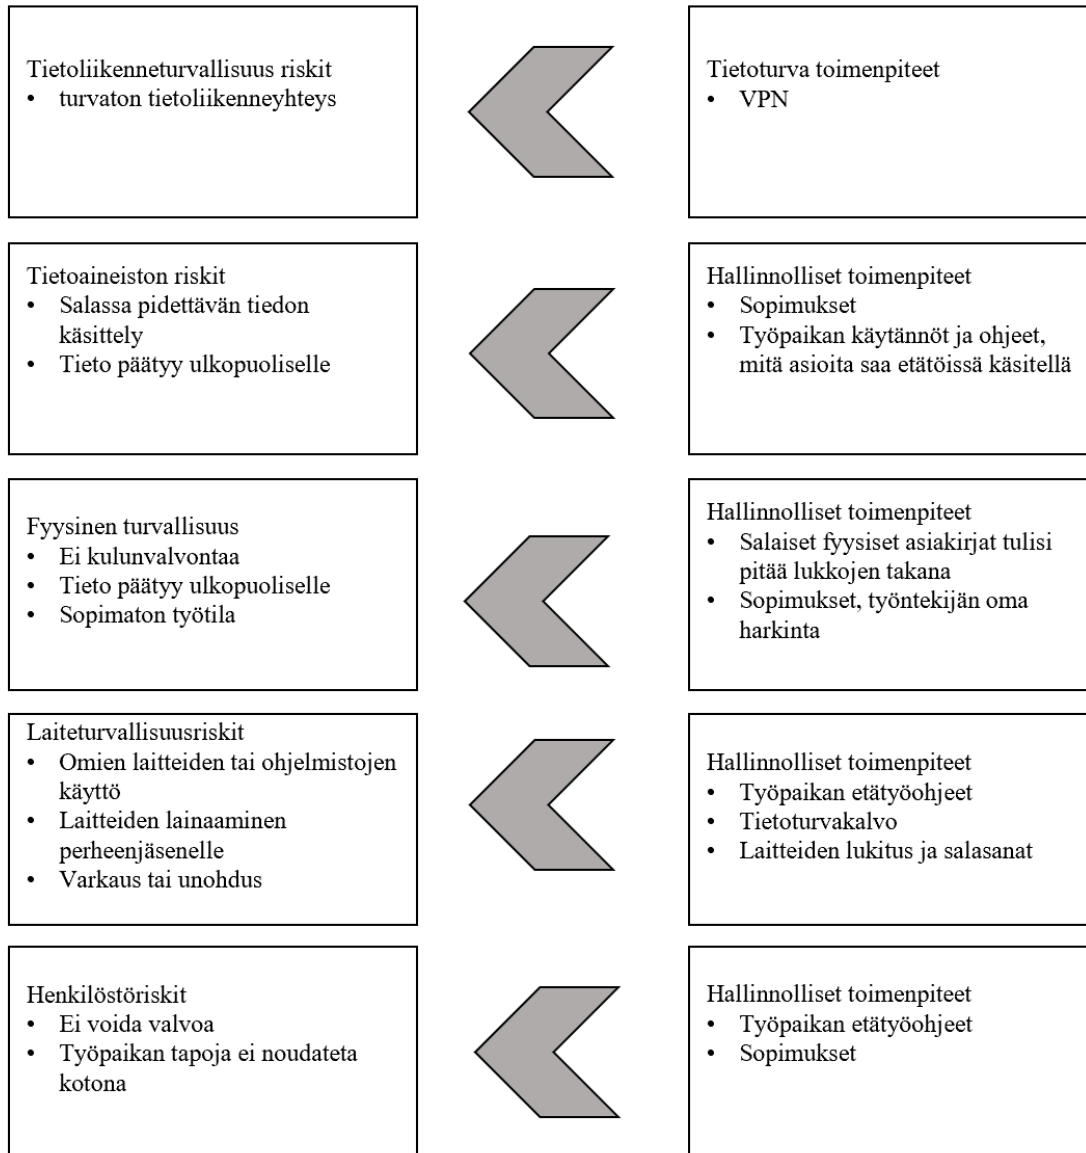 Tietoliikenneturvallisuus riskit
• turvaton tietoliikenneyhteys
Tietoturva toimenpiteet
• VPN
Tietoaineiston riskit
• Salassa pidettävän tiedon
käsittely
• Tieto päätyy ulkopuoliselle
Hallinnolliset toimenpiteet
• Sopimukset
• Työpaikan käytännöt ja ohjeet,
mitä asioita saa etätöissä käsitellä
Fyysinen turvallisuus
• Ei kulunvalvontaa
• Tieto päätyy ulkopuoliselle
• Sopimaton työtila
Hallinnolliset toimenpiteet
• Salaiset fyysiset asiakirjat tulisi
pitää lukkojen takana
• Sopimukset, työntekijän oma
harkinta
Laiteturvallisuusriskit
• Omien laitteiden tai ohjelmistojen
käyttö
• Laitteiden lainaaminen
perheenjäsenelle
• Varkaus tai unohdus
Hallinnolliset toimenpiteet
• Työpaikan etätyöohjeet
• Tietoturvakalvo
• Laitteiden lukitus ja salasanat
Henkilöstöriskit
• Ei voida valvoa
• Työpaikan tapoja ei noudateta
kotona
Hallinnolliset toimenpiteet
• Työpaikan etätyöohjeet
• Sopimukset